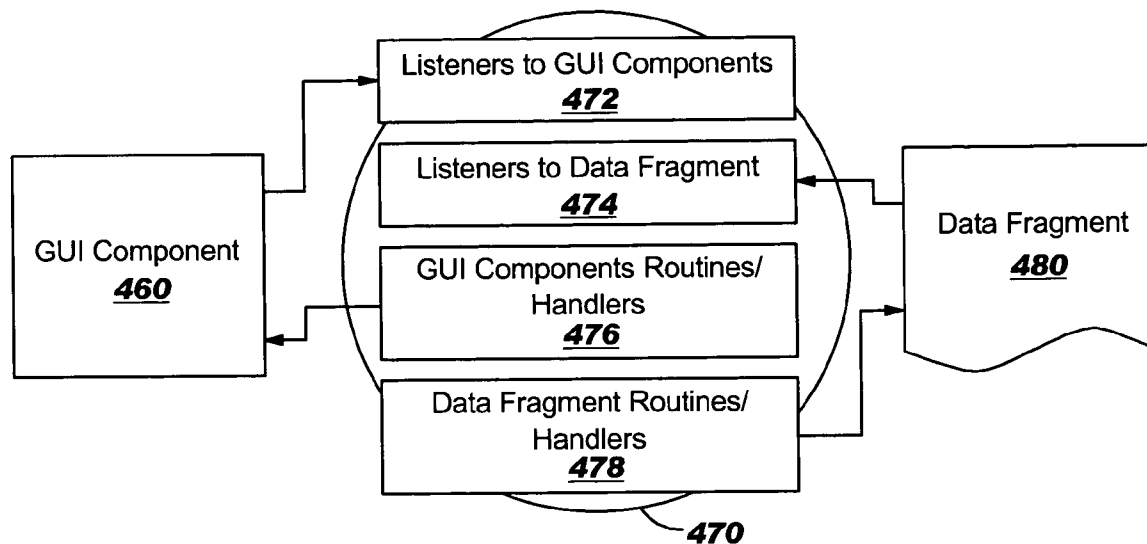 Listeners to GUI Components
472
Listeners to Data Fragment
474
GUI Component
460
GUI Components Routines/
Handlers
476
Data Fragment
480
Data Fragment Routines/
Handlers
478
470